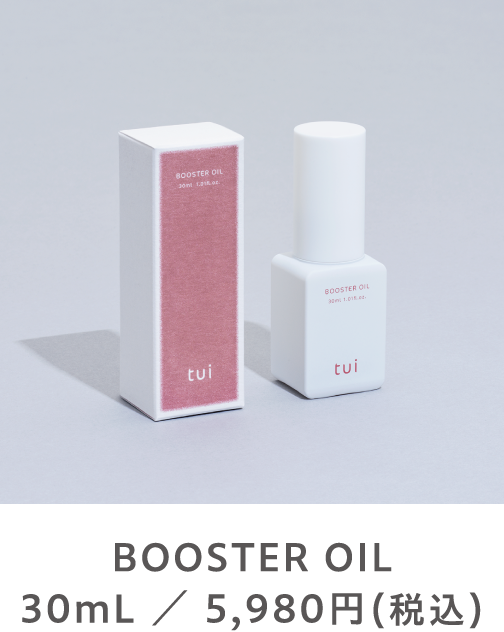 BOOSTER OIL
30mL 1.01fl.oz.
tui
BOOSTER OIL
30mL 1.01fl.oz.
tui
BOOSTER OIL
30mL ／ 5,980円(税込)